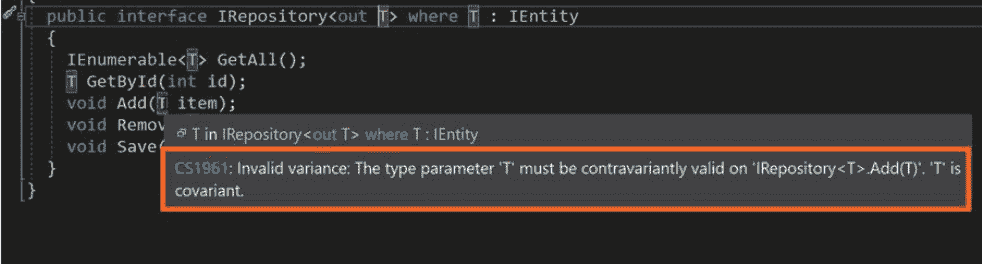 public interface IRepository<out T> where T : IEntity
{
IEnumerable<T> GetAll();
T GetById(int id);
void Add(T item);
void Remov
T in IRepository<out T> where T : IEntity
void Save(
CS1961: Invalid variance: The type parameter 'T' must be contravariantly valid on 'IRepository<T>.Add(T)'. 'T' is
covariant.
}
}